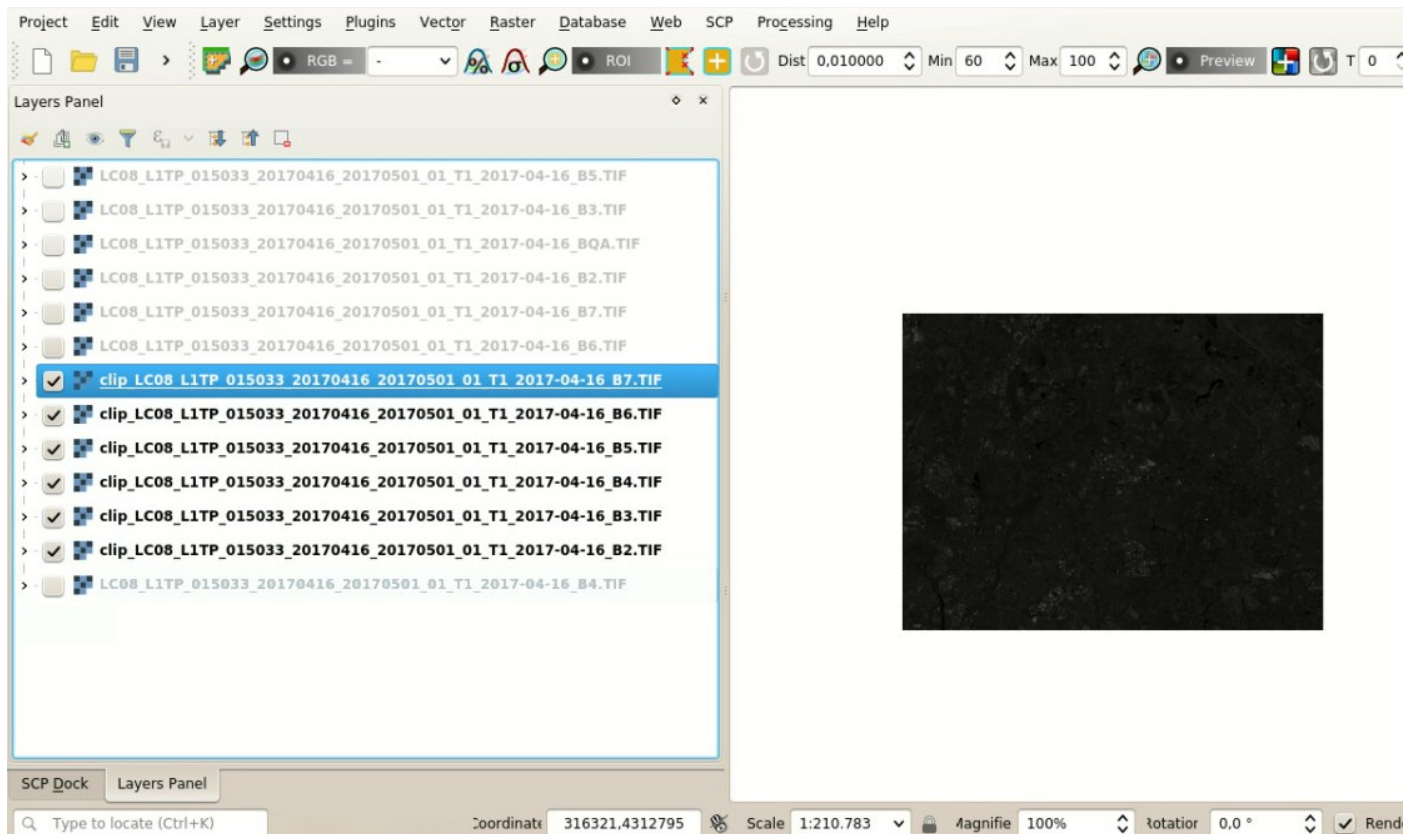 Project Edit View Layer Settings Plugins Vector Raster Database Web SCP Processing Help
RGB = - ROI Dist 0,010000 Min 60 Max 100 Preview T 0
Layers Panel
LC08_L1TP_015033_20170416_20170501_01_T1_2017-04-16_B5.TIF
LC08_L1TP_015033_20170416_20170501_01_T1_2017-04-16_B3.TIF
LC08_L1TP_015033_20170416_20170501_01_T1_2017-04-16_BQA.TIF
LC08_L1TP_015033_20170416_20170501_01_T1_2017-04-16_B2.TIF
LC08_L1TP_015033_20170416_20170501_01_T1_2017-04-16_B7.TIF
LC08_L1TP_015033_20170416_20170501_01_T1_2017-04-16_B6.TIF
clip_LC08_L1TP_015033_20170416_20170501_01_T1_2017-04-16_B7.TIF
clip_LC08_L1TP_015033_20170416_20170501_01_T1_2017-04-16_B6.TIF
clip_LC08_L1TP_015033_20170416_20170501_01_T1_2017-04-16_B5.TIF
clip_LC08_L1TP_015033_20170416_20170501_01_T1_2017-04-16_B4.TIF
clip_LC08_L1TP_015033_20170416_20170501_01_T1_2017-04-16_B3.TIF
clip_LC08_L1TP_015033_20170416_20170501_01_T1_2017-04-16_B2.TIF
LC08_L1TP_015033_20170416_20170501_01_T1_2017-04-16_B4.TIF
SCP Dock Layers Panel
Type to locate (Ctrl+K) Coordinate 316321,4312795 Scale 1:210.783 Magnifie 100% Rotation 0,0 ° Rende